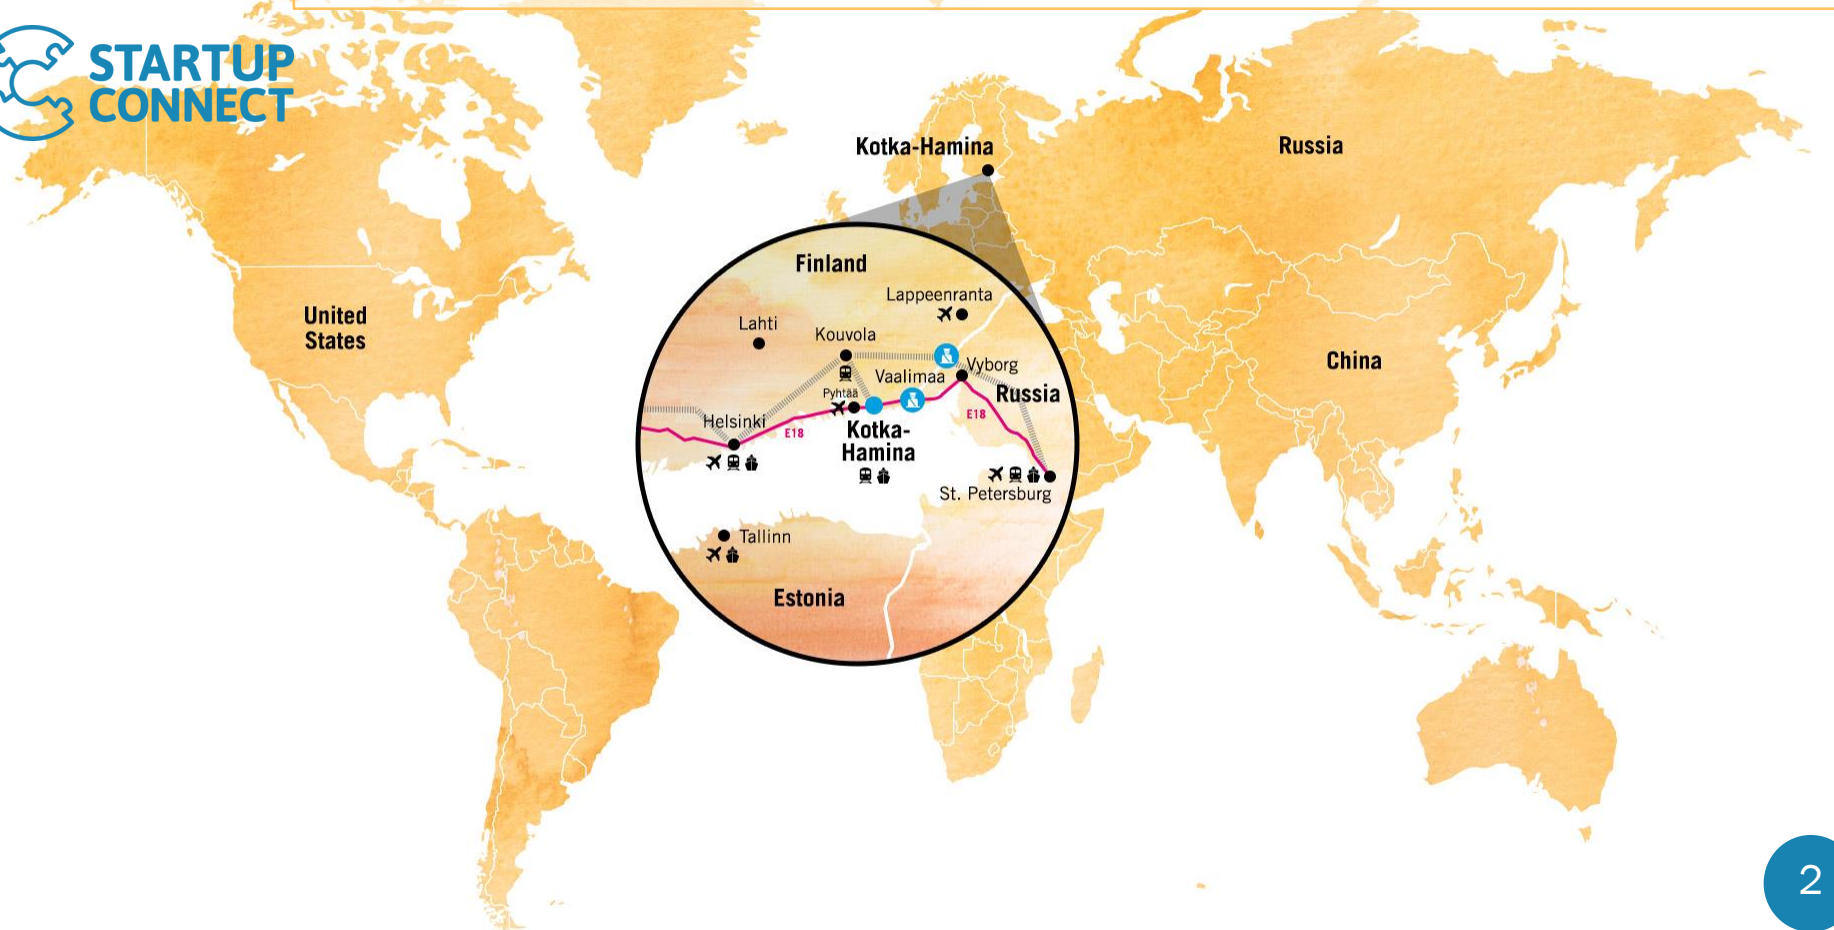 STARTUP
CONNECT
Kotka-Hamina
Russia
United
States
China
Finland
Lappeenranta
Lahti
Kouvola
Vyborg
Vaalimaa
Pyhtää
Russia
Helsinki
E18
E18
Kotka-
Hamina
St. Petersburg
Tallinn
Estonia
2